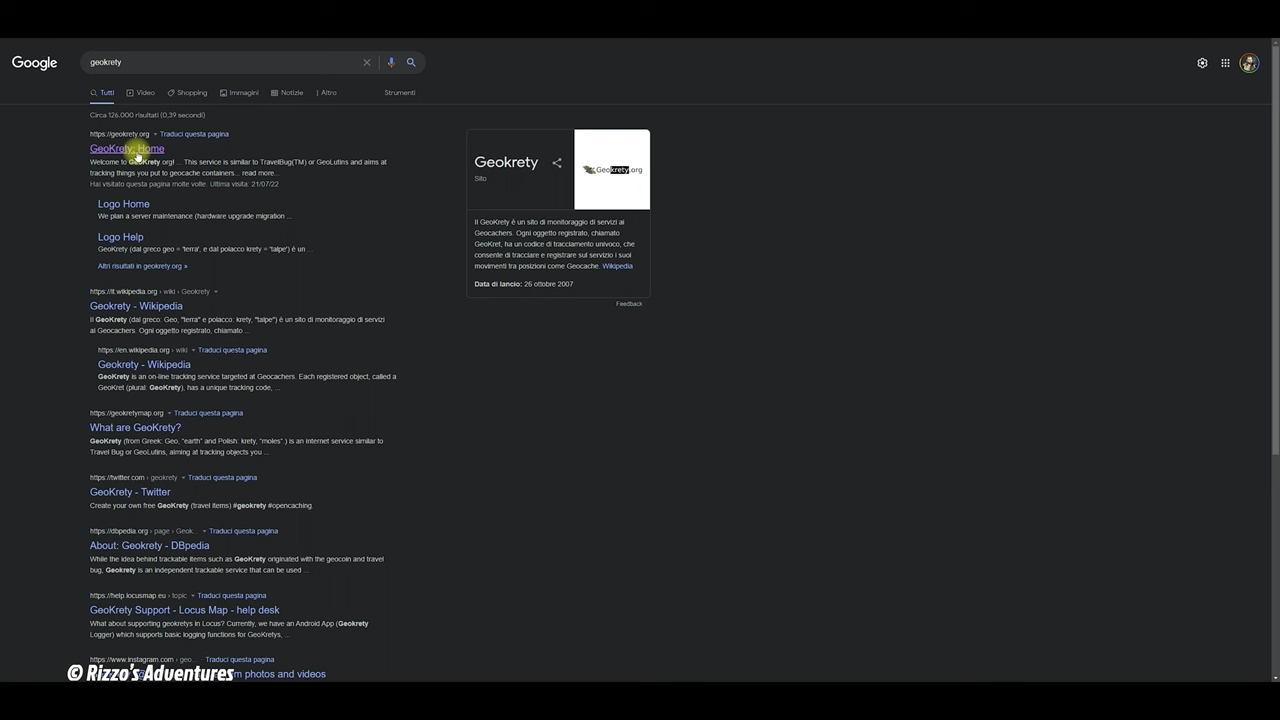 Google
geokrety
Tutti Video Shopping Immagini Notizie Altro Strumenti
Circa 126.000 risultati (0,39 secondi)
https://geokrety.org Traduci questa pagina
GeoKrety: Home
Welcome to GeoKrety.org! ... This service is similar to TravelBug(TM) or GeoLutins and aims at
tracking things you put to geocache containers... read more...
Hai visitato questa pagina molte volte. Ultima visita: 21/07/22
Logo Home
We plan a server maintenance (hardware upgrade migration ...
Logo Help
GeoKrety (dal greco geo = 'terra', e dal polacco krety = 'talpe') è un ...
Altri risultati in geokrety.org »
https://it.wikipedia.org › wiki › Geokrety
Geokrety - Wikipedia
Il GeoKrety (dal greco: Geo, "terra" e polacco: krety, "talpe") è un sito di monitoraggio di servizi
ai Geocachers. Ogni oggetto registrato, chiamato ...
https://en.wikipedia.org › wiki Traduci questa pagina
Geokrety - Wikipedia
GeoKrety is an on-line tracking service targeted at Geocachers. Each registered object, called a
GeoKret (plural: GeoKrety), has a unique tracking code, ...
https://geokretymap.org Traduci questa pagina
What are GeoKrety?
GeoKrety (from Greek: Geo, "earth" and Polish: krety, "moles" ) is an internet service similar to
Travel Bug or GeoLutins, aiming at tracking objects you ...
https://twitter.com › geokrety Traduci questa pagina
GeoKrety - Twitter
Create your own free GeoKrety (travel items) #geokrety #opencaching.
https://dbpedia.org › page › Geok... Traduci questa pagina
About: Geokrety - DBpedia
While the idea behind trackable items such as GeoKrety originated with the geocoin and travel
bug, Geokrety is an independent trackable service that can be used ...
https://help.locusmap.eu › topic Traduci questa pagina
GeoKrety Support - Locus Map - help desk
What about supporting geokretys in Locus? Currently, we have an Android App (Geokrety
Logger) which supports basic logging functions for GeoKretys, ...
https://www.instagram.com › geo... Traduci questa pagina
photos and videos
© Rizzo's Adventures
Geokrety
Sito
Geokrety.org
Il GeoKrety è un sito di monitoraggio di servizi ai
Geocachers. Ogni oggetto registrato, chiamato
GeoKret, ha un codice di tracciamento univoco, che
consente di tracciare e registrare sul servizio i suoi
movimenti tra posizioni come Geocache. Wikipedia
Data di lancio: 26 ottobre 2007
Feedback